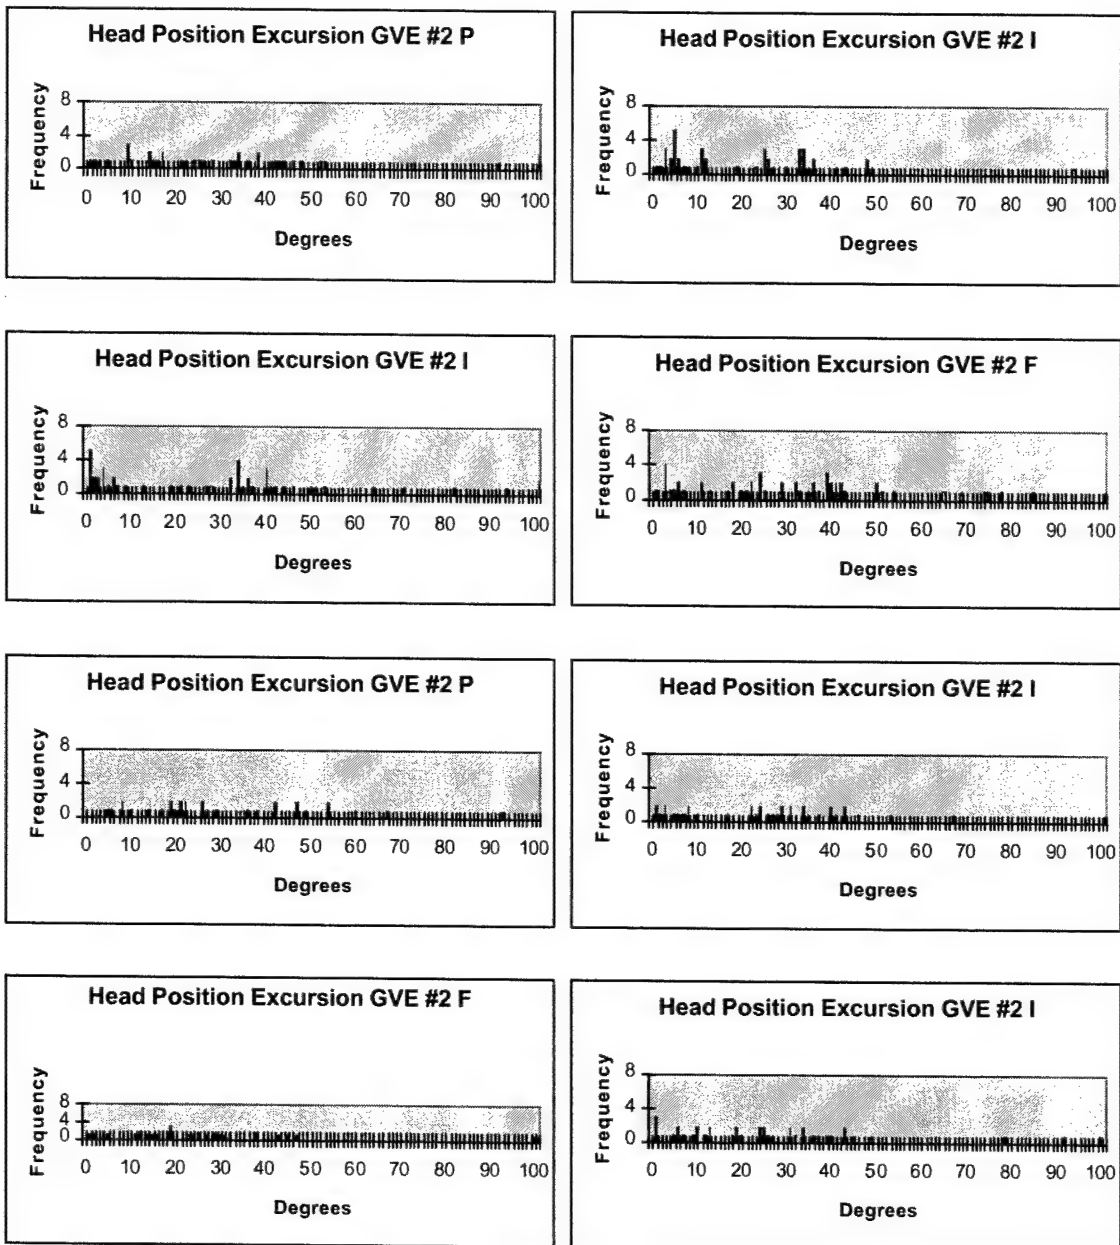 Head Position Excursion GVE #2 P
Frequency
8
4
0
0 10 20 30 40 50 60 70 80 90 100
Degrees
Head Position Excursion GVE #2 I
Frequency
8
4
0
0 10 20 30 40 50 60 70 80 90 100
Degrees
Head Position Excursion GVE #2 I
Frequency
8
4
0
0 10 20 30 40 50 60 70 80 90 100
Degrees
Head Position Excursion GVE #2 F
Frequency
8
4
0
0 10 20 30 40 50 60 70 80 90 100
Degrees
Head Position Excursion GVE #2 P
Frequency
8
4
0
0 10 20 30 40 50 60 70 80 90 100
Degrees
Head Position Excursion GVE #2 I
Frequency
8
4
0
0 10 20 30 40 50 60 70 80 90 100
Degrees
Head Position Excursion GVE #2 F
Frequency
8
4
0
0 10 20 30 40 50 60 70 80 90 100
Degrees
Head Position Excursion GVE #2 I
Frequency
8
4
0
0 10 20 30 40 50 60 70 80 90 100
Degrees